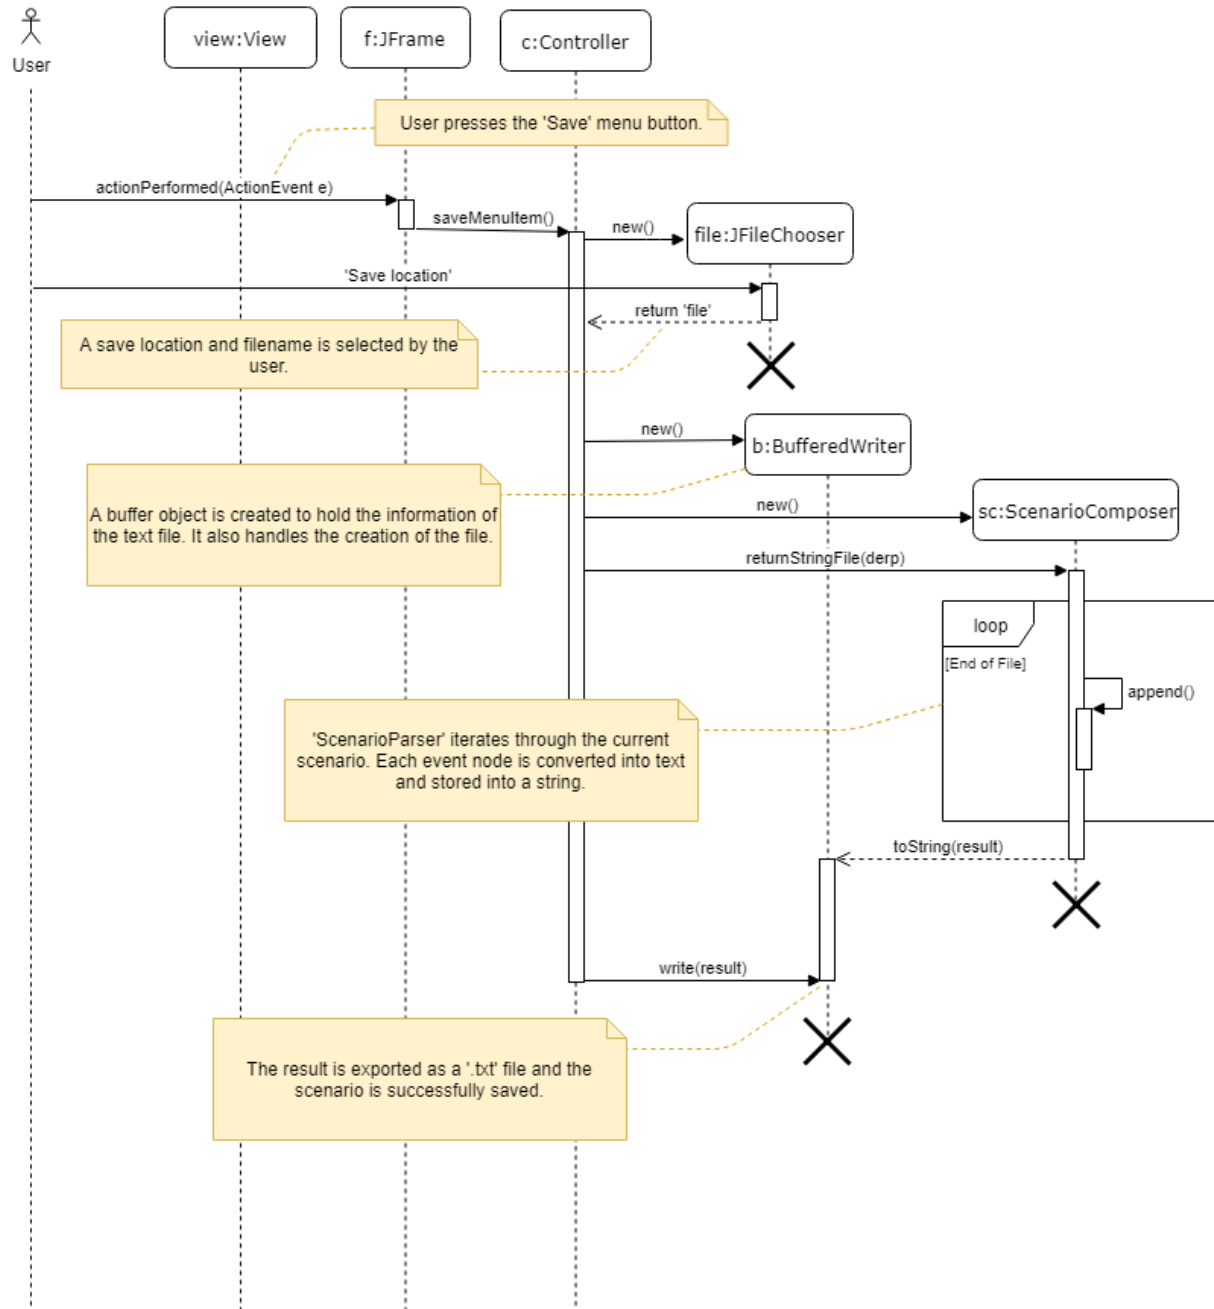 User
view:View
f:JFrame
c:Controller
User presses the 'Save' menu button.
actionPerformed(ActionEvent e)
saveMenuItem()
new()
file:JFileChooser
'Save location'
return 'file'
A save location and filename is selected by the
user.
new()
b:BufferedWriter
A buffer object is created to hold the information of
the text file. It also handles the creation of the file.
new()
sc:ScenarioComposer
returnStringFile(derp)
loop
[End of File]
append()
'ScenarioParser' iterates through the current
scenario. Each event node is converted into text
and stored into a string.
toString(result)
write(result)
The result is exported as a '.txt' file and the
scenario is successfully saved.